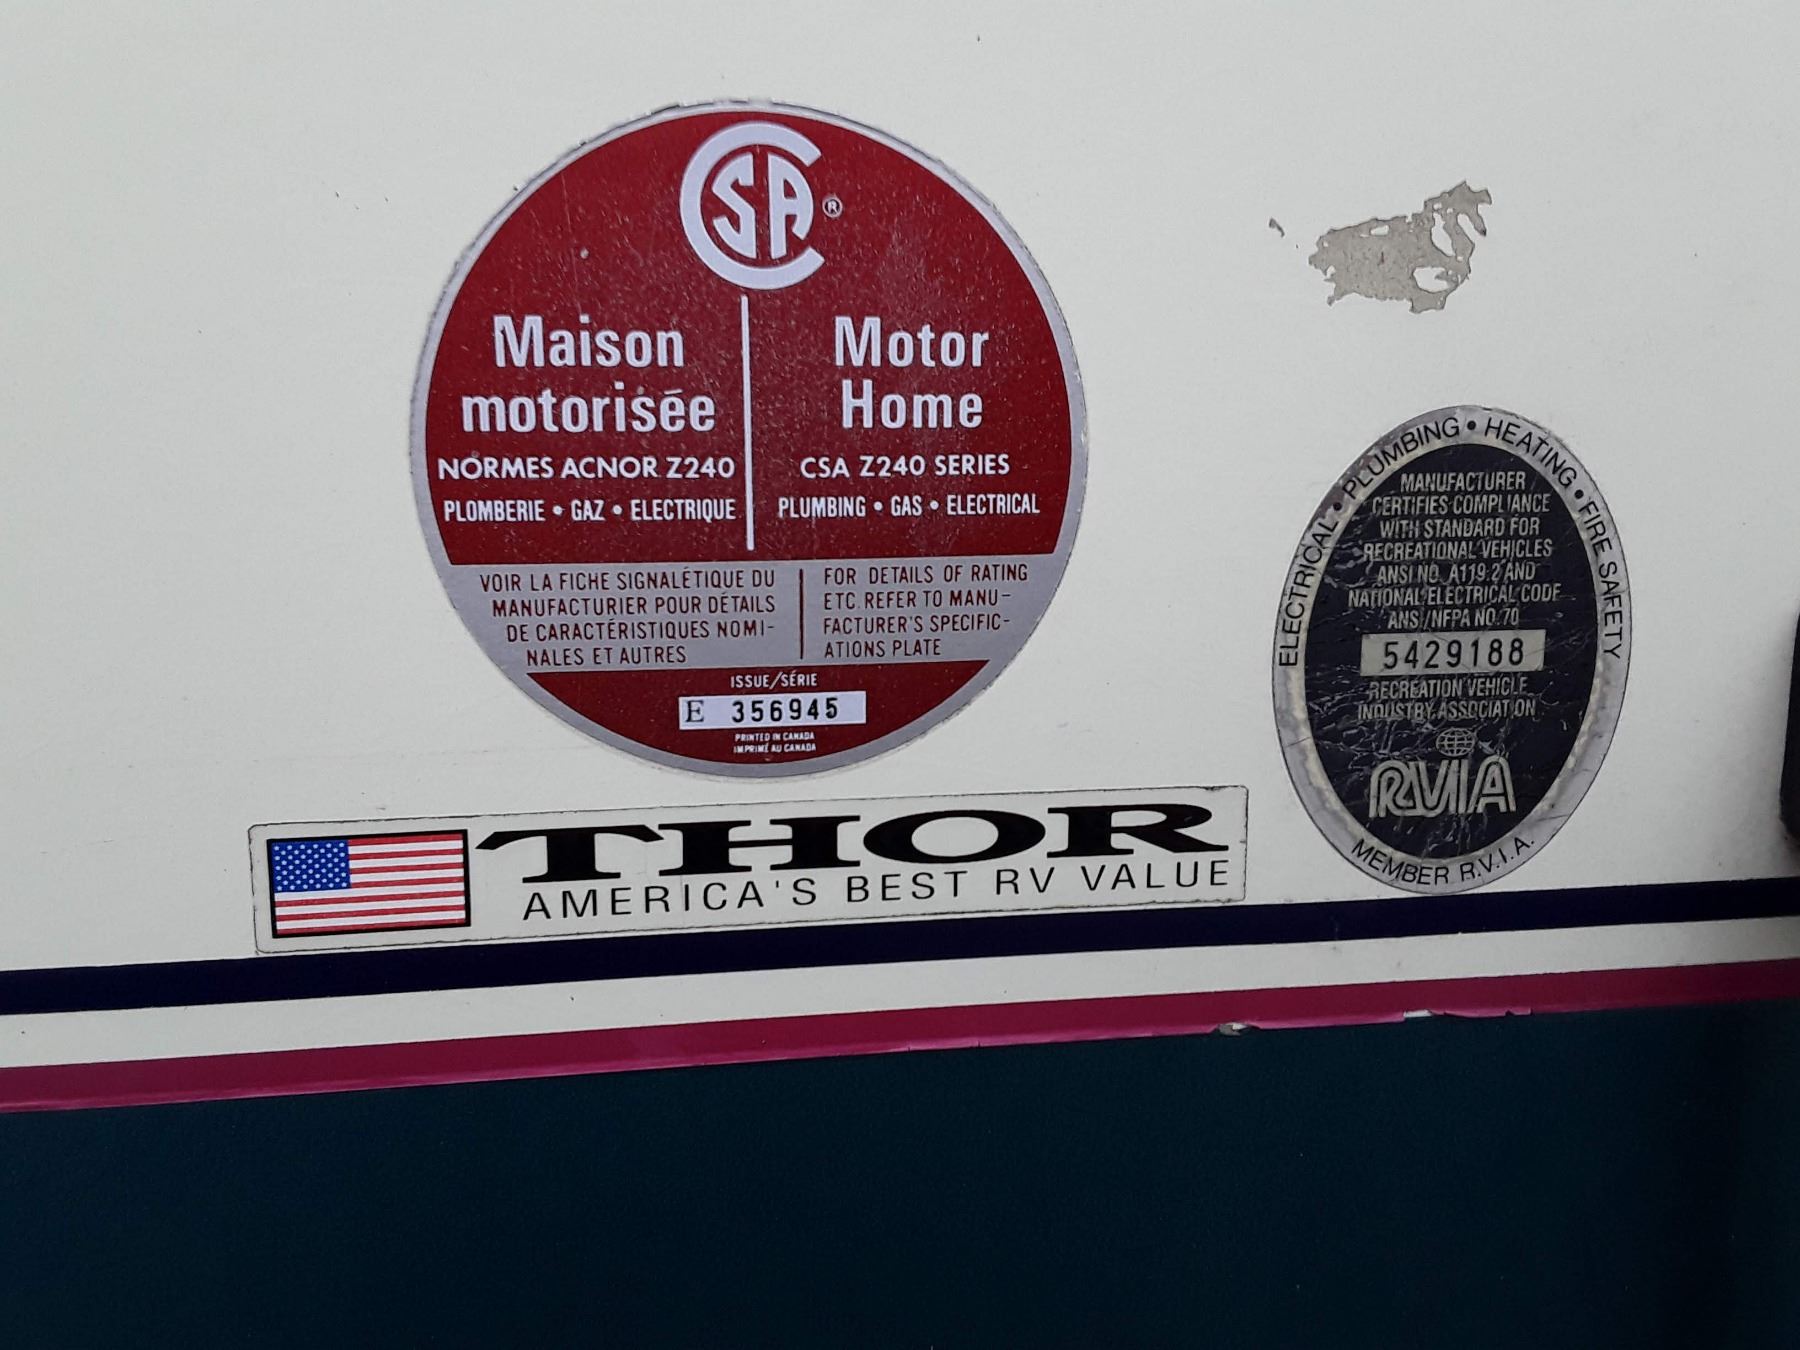 CSA®
Maison
motorisée
NORMES ACNOR Z240
PLOMBERIE • GAZ • ELECTRIQUE
Motor
Home
CSA Z240 SERIES
PLUMBING • GAS • ELECTRICAL
VOIR LA FICHE SIGNALÉTIQUE DU
MANUFACTURIER POUR DÉTAILS
DE CARACTÉRISTIQUES NOMI-
NALES ET AUTRES
FOR DETAILS OF RATING
ETC. REFER TO MANU-
FACTURER'S SPECIFIC-
ATIONS PLATE
ISSUE/SÉRIE
E 356945
PRINTED IN CANADA
IMPRIMÉ AU CANADA
THOR
AMERICA'S BEST RV VALUE
ELECTRICAL • PLUMBING • HEATING • FIRE SAFETY
MANUFACTURER
CERTIFIES COMPLIANCE
WITH STANDARD FOR
RECREATIONAL VEHICLES
ANSI NO. A119.2 AND
NATIONAL ELECTRICAL CODE
ANSI/NFPA NO. 70
5429188
RECREATION VEHICLE
INDUSTRY ASSOCIATION
RVIA
MEMBER R.V.I.A.